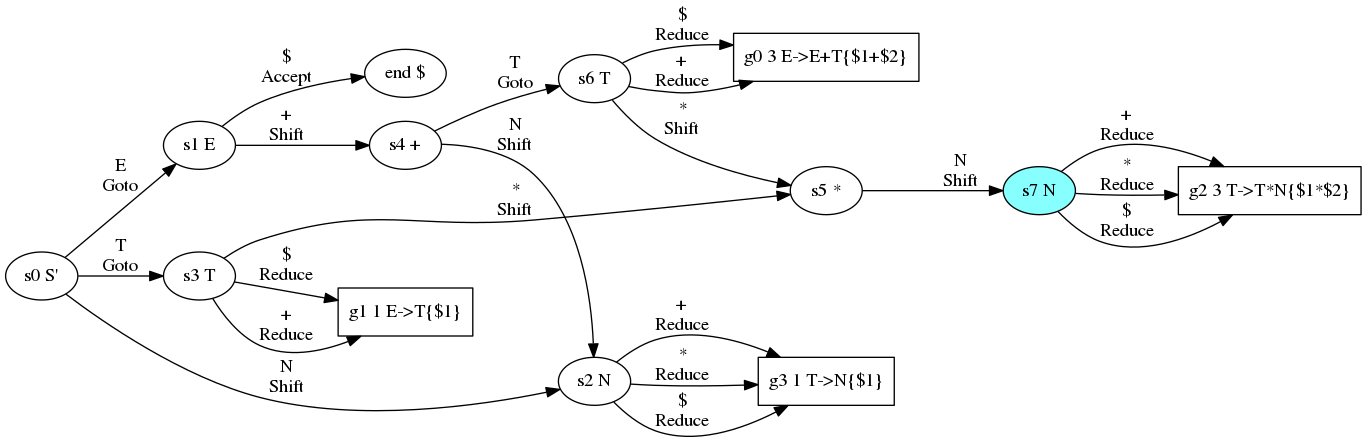 $
Reduce
g0 3 E->E+T{$1+$2}
+
Reduce
$
Accept
end $
T
Goto
s6 T
*
Shift
+
Shift
s1 E
s4 +
N
Shift
+
Reduce
E
Goto
*
Shift
s5 *
N
Shift
s7 N
*
Reduce
g2 3 T->T*N{$1*$2}
$
Reduce
s0 S'
T
Goto
s3 T
$
Reduce
g1 1 E->T{$1}
+
Reduce
N
Shift
+
Reduce
s2 N
*
Reduce
g3 1 T->N{$1}
$
Reduce